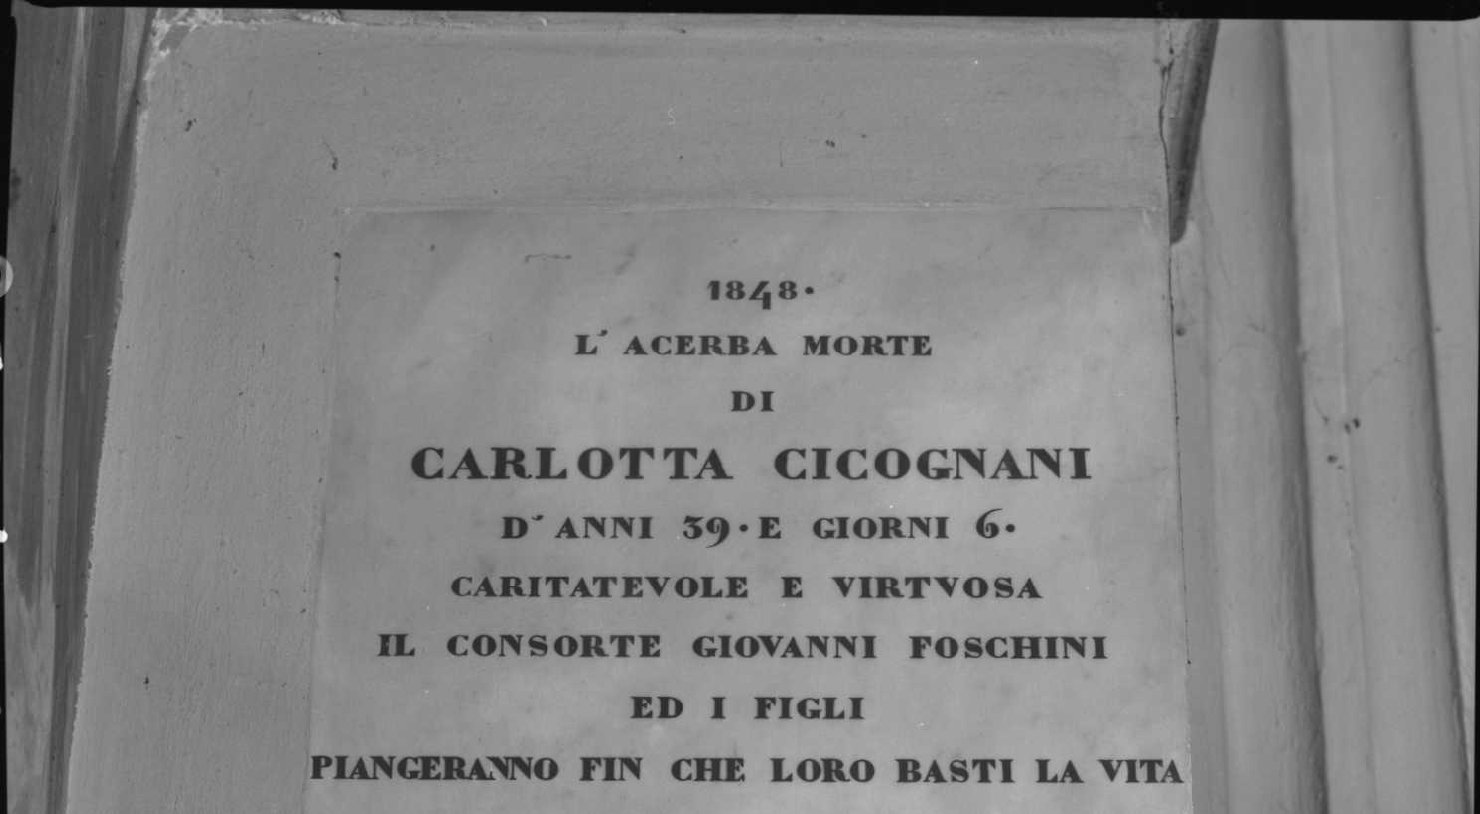 1848.
L' ACERBA MORTE
DI
CARLOTTA CICOGNANI
D' ANNI 39. E GIORNI 6.
CARITATEVOLE E VIRTVOSA
IL CONSORTE GIOVANNI FOSCHINI
ED I FIGLI
PIANGERANNO FIN CHE LORO BASTI LA VITA